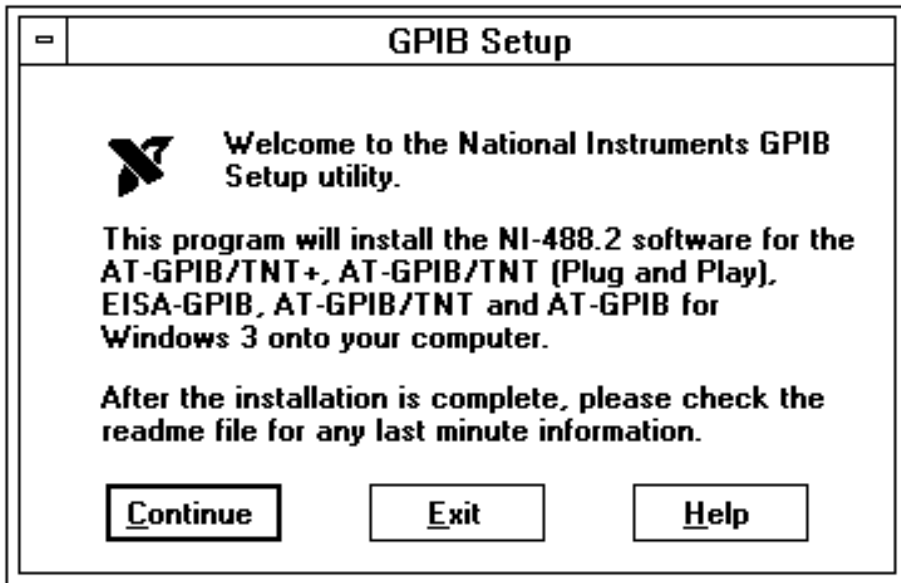 GPIB Setup
Welcome to the National Instruments GPIB
Setup utility.
This program will install the NI-488.2 software for the
AT-GPIB/TNT+, AT-GPIB/TNT (Plug and Play),
EISA-GPIB, AT-GPIB/TNT and AT-GPIB for
Windows 3 onto your computer.
After the installation is complete, please check the
readme file for any last minute information.
Continue Exit Help